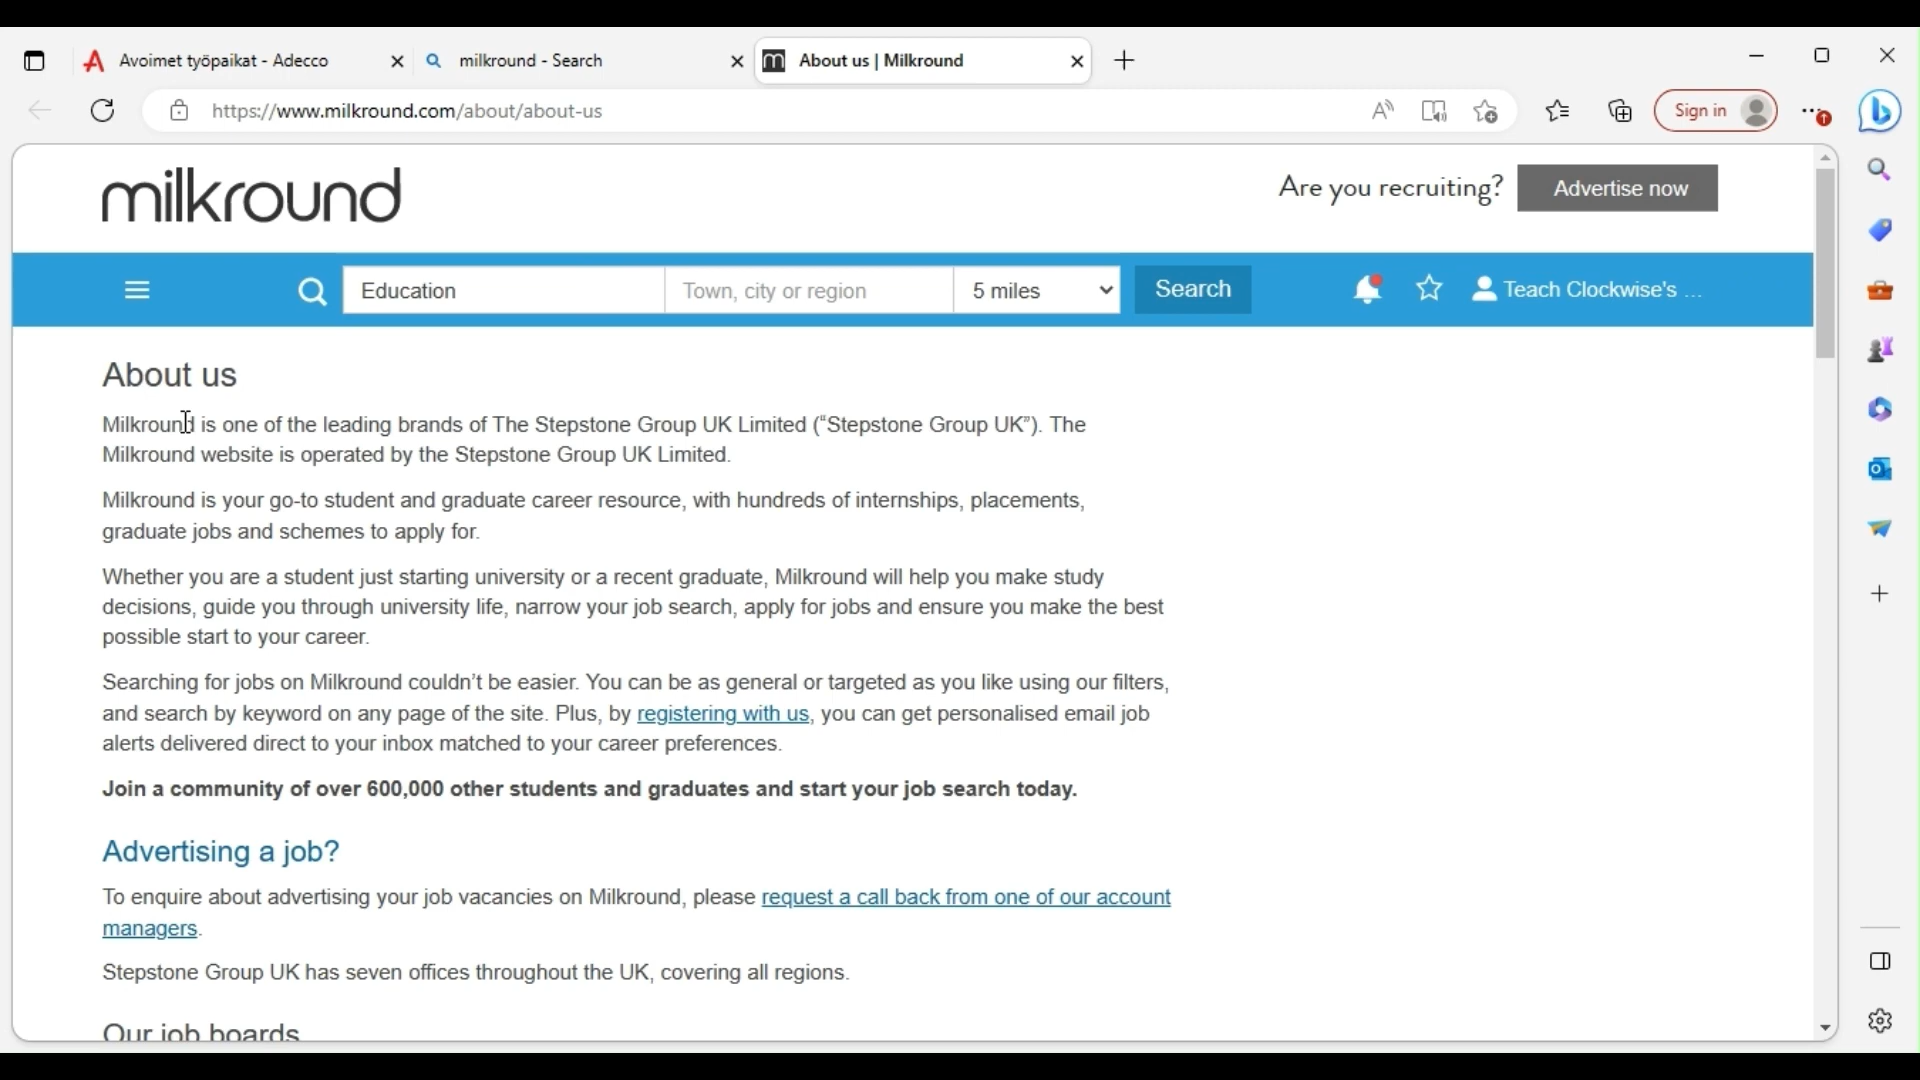 Avoimet työpaikat - Adecco
milkround - Search
About us | Milkround
https://www.milkround.com/about/about-us
Sign in
milkround
Are you recruiting?
Advertise now
Education
Town, city or region
5 miles
Search
Teach Clockwise's ...
About us
Milkround is one of the leading brands of The Stepstone Group UK Limited (“Stepstone Group UK”). The
Milkround website is operated by the Stepstone Group UK Limited.
Milkround is your go-to student and graduate career resource, with hundreds of internships, placements,
graduate jobs and schemes to apply for.
Whether you are a student just starting university or a recent graduate, Milkround will help you make study
decisions, guide you through university life, narrow your job search, apply for jobs and ensure you make the best
possible start to your career.
Searching for jobs on Milkround couldn’t be easier. You can be as general or targeted as you like using our filters,
and search by keyword on any page of the site. Plus, by registering with us, you can get personalised email job
alerts delivered direct to your inbox matched to your career preferences.
Join a community of over 600,000 other students and graduates and start your job search today.
Advertising a job?
To enquire about advertising your job vacancies on Milkround, please request a call back from one of our account
managers.
Stepstone Group UK has seven offices throughout the UK, covering all regions.
Our job boards